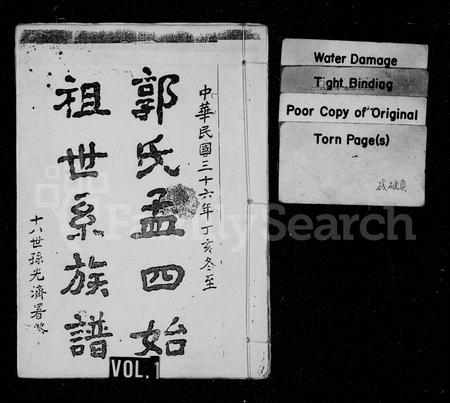 中華民國三十六年丁亥冬至
郭氏孟四始
祖世系族譜
十八世孫光濟署簽
VOL. 1
Water Damage
Tight Binding
Poor Copy of Original
Torn Page(s)
残破頁
FamilySearch